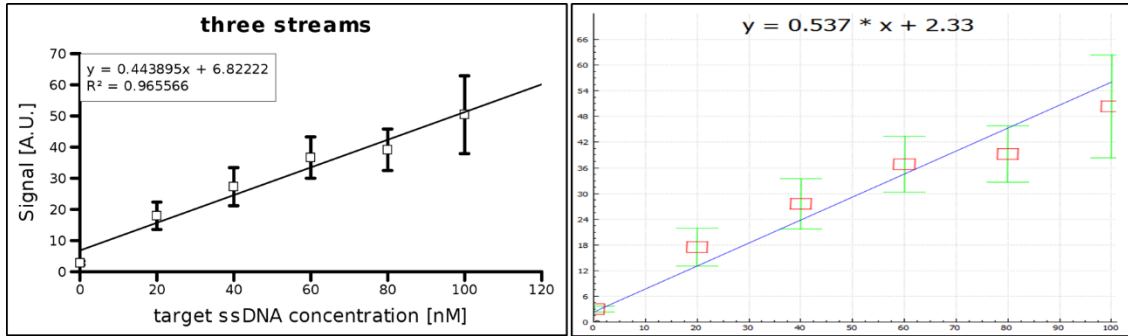 three streams
y = 0.443895x + 6.82222
R² = 0.965566
70
60
50
40
30
20
10
0
Signal [A.U.]
0 20 40 60 80 100 120
target ssDNA concentration [nM]
y = 0.537 * x + 2.33
66
60
54
48
42
36
30
24
18
12
6
0
0 10 20 30 40 50 60 70 80 90 100